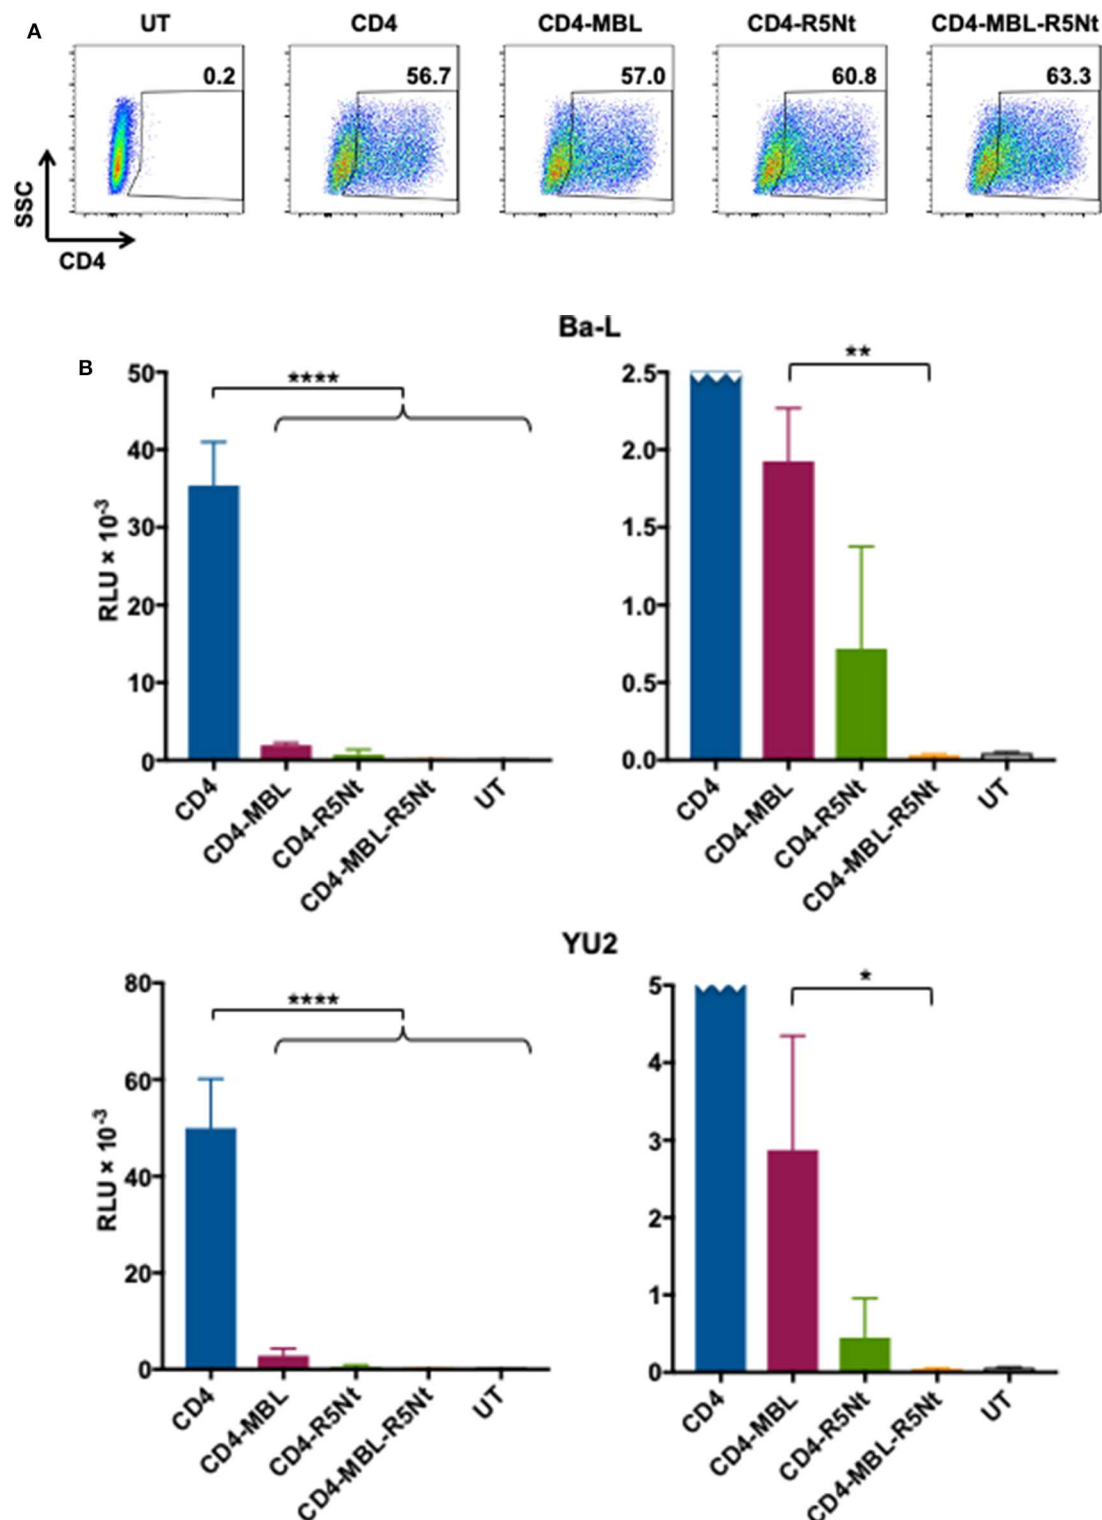 A
UT CD4 CD4-MBL CD4-R5Nt CD4-MBL-R5Nt
0.2 56.7 57.0 60.8 63.3
SSC
CD4
Ba-L
B
****
**
RLU × 10-3
50
40
30
20
10
0
2.5
2.0
1.5
1.0
0.5
0.0
CD4 CD4-MBL CD4-R5Nt CD4-MBL-R5Nt UT
CD4 CD4-MBL CD4-R5Nt CD4-MBL-R5Nt UT
YU2
****
*
RLU × 10-3
80
60
40
20
0
5
4
3
2
1
0
CD4 CD4-MBL CD4-R5Nt CD4-MBL-R5Nt UT
CD4 CD4-MBL CD4-R5Nt CD4-MBL-R5Nt UT